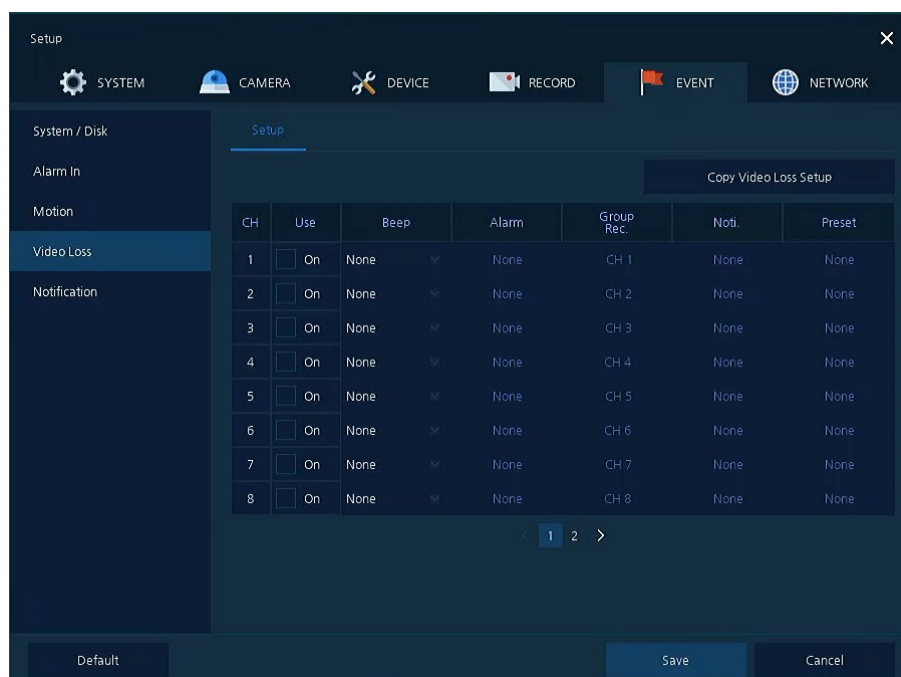 Setup
SYSTEM CAMERA DEVICE RECORD EVENT NETWORK
System / Disk
Alarm In
Motion
Video Loss
Notification
Setup
Copy Video Loss Setup
CH Use Beep Alarm Group Rec. Noti. Preset
1 On None None CH 1 None None
2 On None None CH 2 None None
3 On None None CH 3 None None
4 On None None CH 4 None None
5 On None None CH 5 None None
6 On None None CH 6 None None
7 On None None CH 7 None None
8 On None None CH 8 None None
< 1 2 >
Default Save Cancel